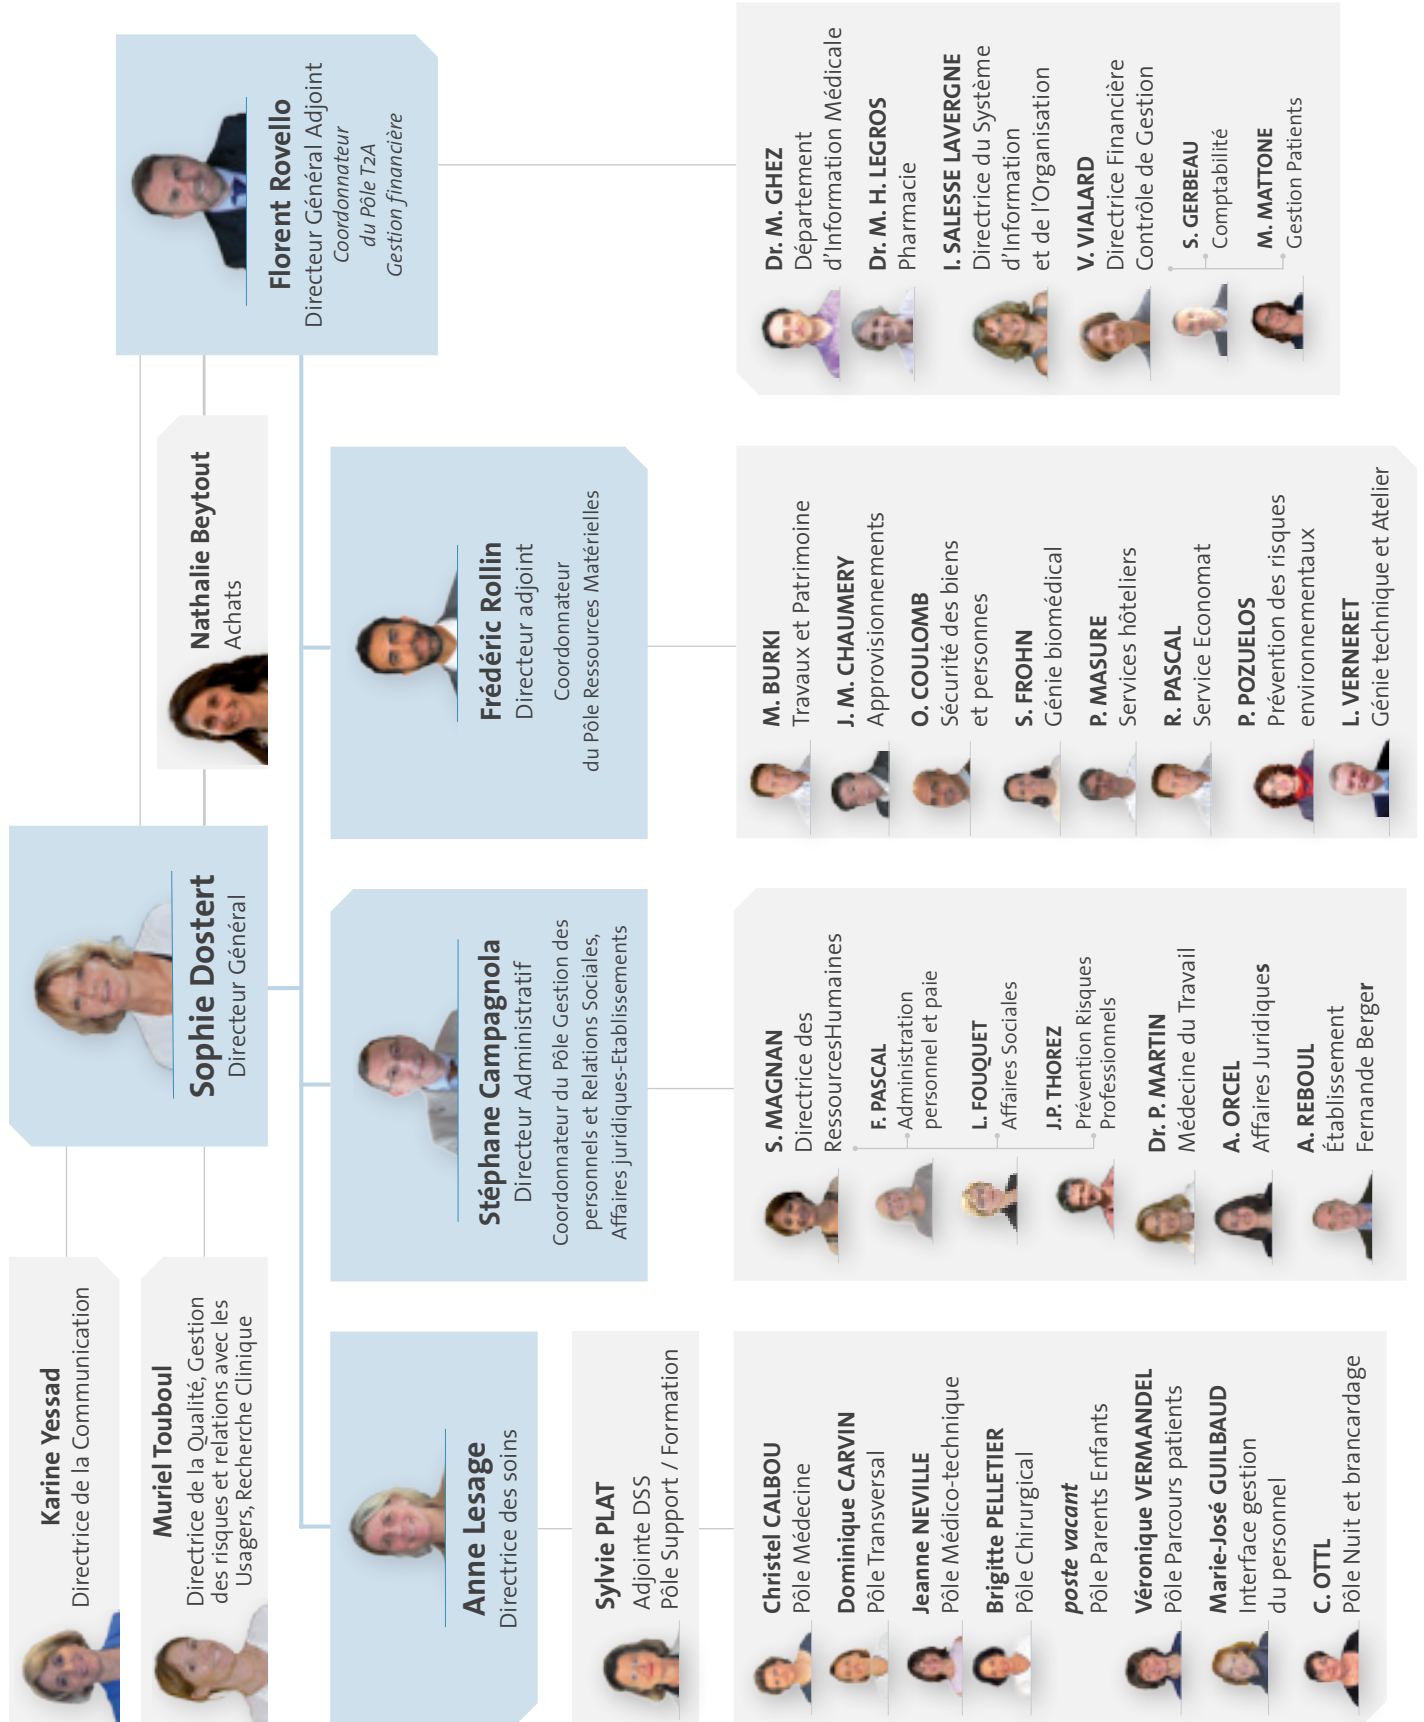 Karine Yessad
Directrice de la Communication
Muriel Touboul
Directrice de la Qualité, Gestion
des risques et relations avec les
Usagers, Recherche Clinique
Sophie Dostert
Directeur Général
Nathalie Beytout
Achats
Florent Rovello
Directeur Général Adjoint
Coordonnateur
du Pôle T2A
Gestion financière
Anne Lesage
Directrice des soins
Sylvie PLAT
Adjointe DSS
Pôle Support / Formation
Christel CALBOU
Pôle Médecine
Dominique CARVIN
Pôle Transversal
Jeanne NEVILLE
Pôle Médico-technique
Brigitte PELLETIER
Pôle Chirurgical
poste vacant
Pôle Parents Enfants
Véronique VERMANDEL
Pôle Parcours patients
Marie-José GUILBAUD
Interface gestion
du personnel
C. OTTL
Pôle Nuit et brancardage
Stéphane Campagnola
Directeur Administratif
Coordonnateur du Pôle Gestion des
personnels et Relations Sociales,
Affaires juridiques-Etablissements
S. MAGNAN
Directrice des
RessourcesHumaines
F. PASCAL
Administration
personnel et paie
L. FOUQUET
Affaires Sociales
J.P. THOREZ
Prévention Risques
Professionnels
Dr. P. MARTIN
Médecine du Travail
A. ORCEL
Affaires Juridiques
A. REBOUL
Établissement
Fernande Berger
Frédéric Rollin
Directeur adjoint
Coordonnateur
du Pôle Ressources Matérielles
M. BURKI
Travaux et Patrimoine
J. M. CHAUMERY
Approvisionnements
O. COULOMB
Sécurité des biens
et personnes
S. FROHN
Génie biomédical
P. MASURE
Services hôteliers
R. PASCAL
Service Economat
P. POZUELOS
Prévention des risques
environnementaux
L. VERNERET
Génie technique et Atelier
Dr. M. GHEZ
Département
d'Information Médicale
Dr. M. H. LEGROS
Pharmacie
I. SALESSE LAVERGNE
Directrice du Système
d'Information
et de l'Organisation
V. VIALARD
Directrice Financière
Contrôle de Gestion
S. GERBEAU
Comptabilité
M. MATTONE
Gestion Patients